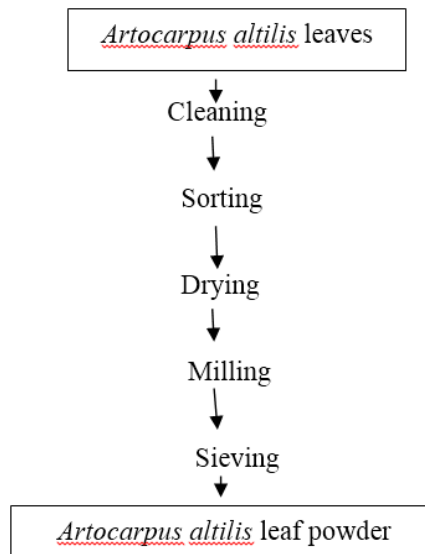 Artocarpus altilis leaves
Cleaning
Sorting
Drying
Milling
Sieving
Artocarpus altilis leaf powder